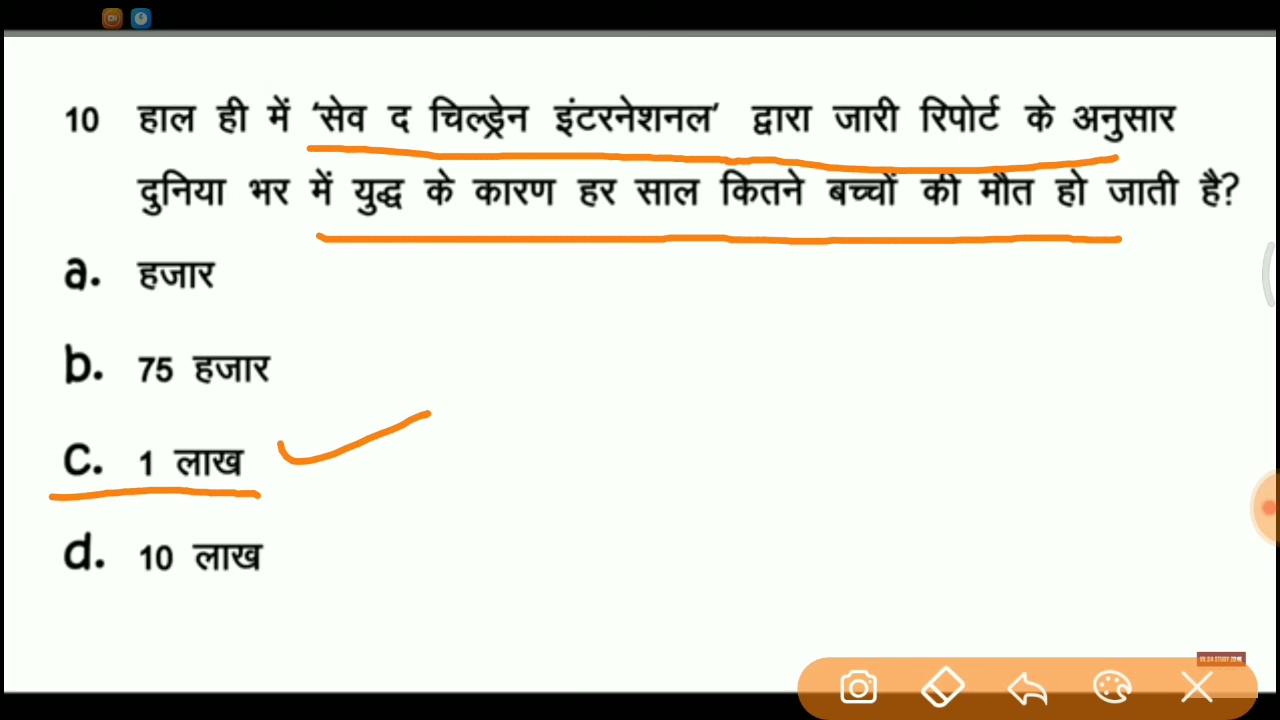 10 हाल ही में ‘सेव द चिल्ड्रेन इंटरनेशनल’ द्वारा जारी रिपोर्ट के अनुसार
दुनिया भर में युद्ध के कारण हर साल कितने बच्चों की मौत हो जाती है?
a. हजार
b. 75 हजार
c. 1 लाख
d. 10 लाख